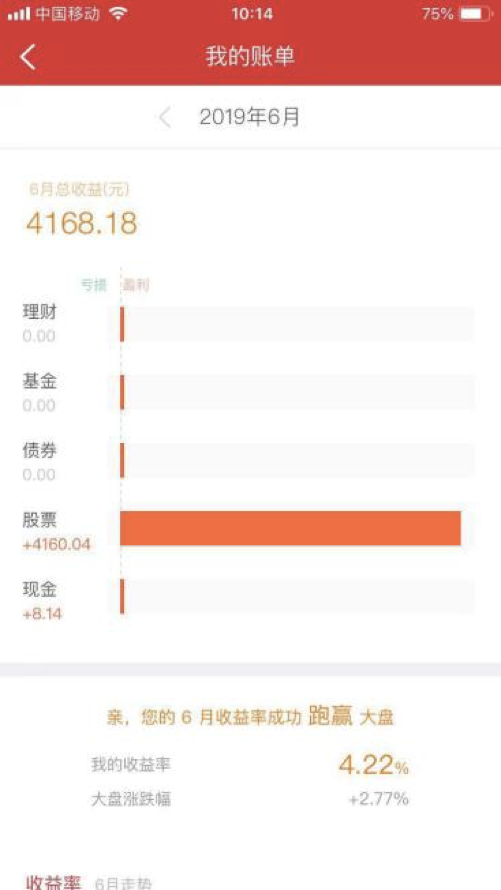 中国移动 10:14 75%
我的账单
2019年6月
6月总收益(元)
4168.18
亏损 盈利
理财
0.00
基金
0.00
债券
0.00
股票
+4160.04
现金
+8.14
亲，您的 6 月收益率成功 跑赢 大盘
我的收益率 4.22%
大盘涨跌幅 +2.77%
收益率 6月走势